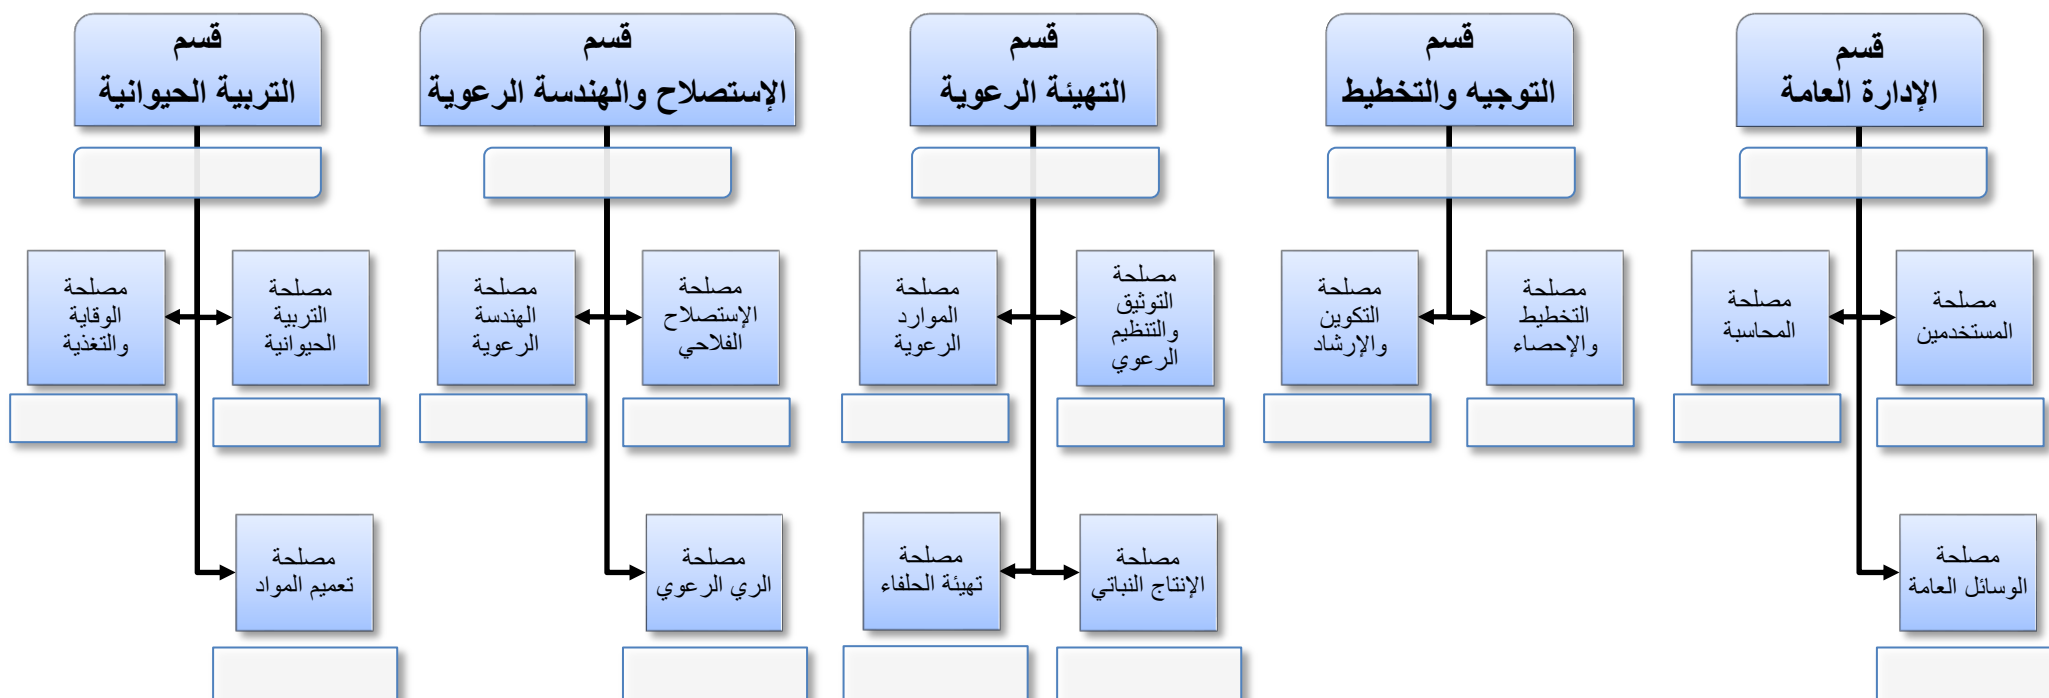 قسم
الإدارة العامة
قسم
التوجيه والتخطيط
قسم
التهيئة الرعوية
قسم
الإستصلاح والهندسة الرعوية
قسم
التربية الحيوانية
مصلحة
المستخدمين
مصلحة
المحاسبة
مصلحة
التخطيط
والإحصاء
مصلحة
التكوين
والإرشاد
مصلحة
التوثيق
والتنظيم
الرعوي
مصلحة
الموارد
الرعوية
مصلحة
الإستصلاح
الفلاحي
مصلحة
الهندسة
الرعوية
مصلحة
التربية
الحيوانية
مصلحة
الوقاية
والتغذية
مصلحة
الوسائل العامة
مصلحة
الإنتاج النباتي
مصلحة
تهيئة الحلفاء
مصلحة
الري الرعوي
مصلحة
تعميم المواد